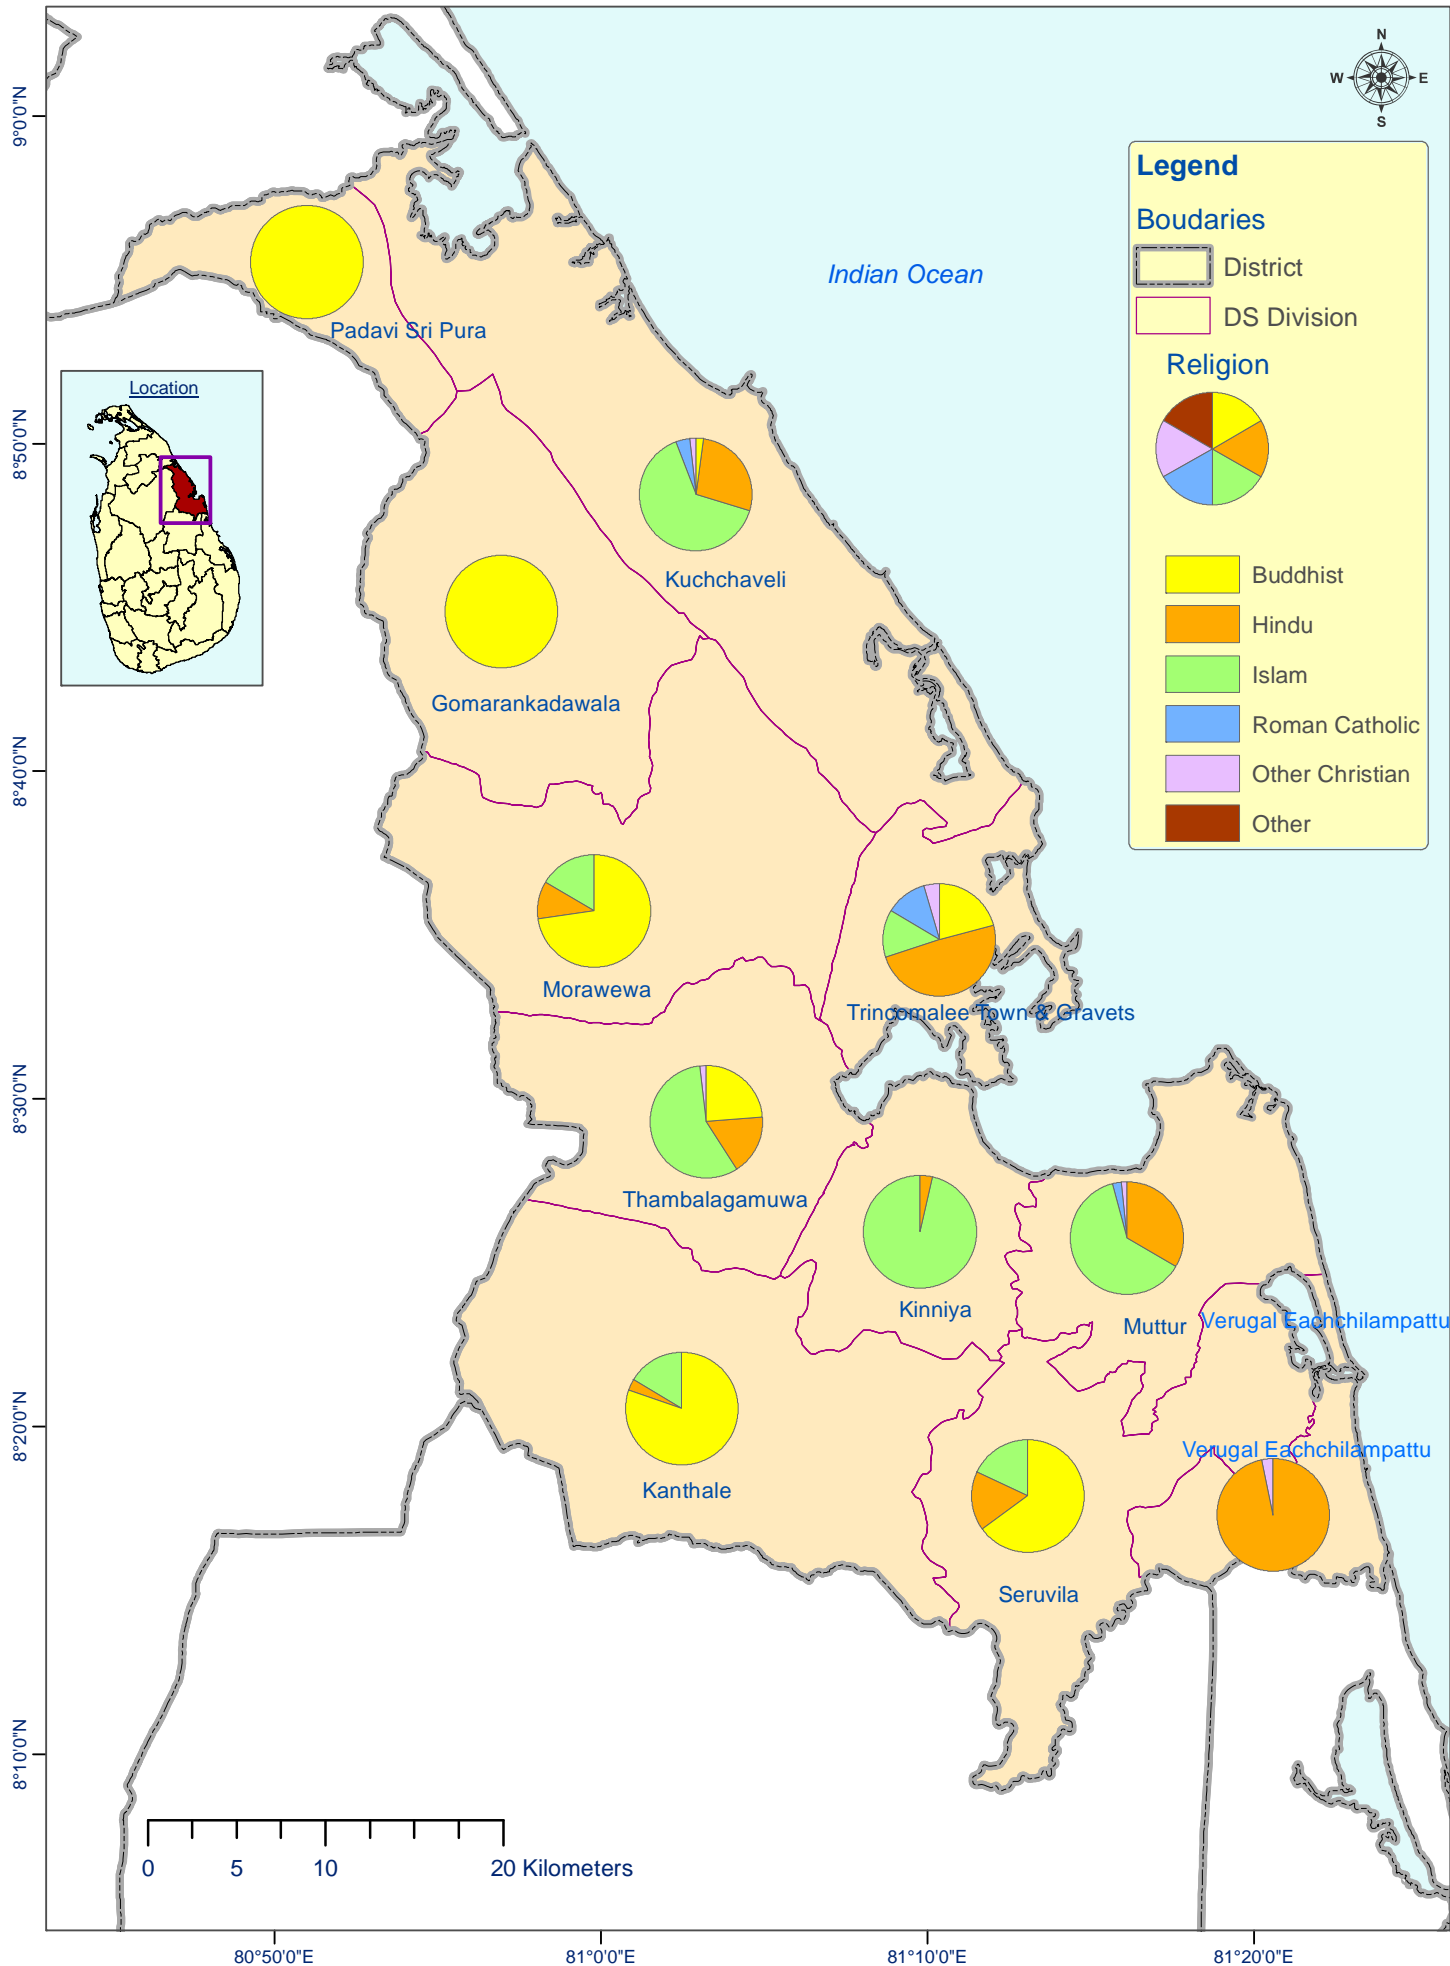 N
W
E
S
9°0'0"N
Legend
Boudaries
District
DS Division
Religion
Buddhist
Hindu
Islam
Roman Catholic
Other Christian
Other
Indian Ocean
Padavi Sri Pura
Location
8°50'0"N
Kuchchaveli
Gomarankadawala
8°40'0"N
Morawewa
Trincomalee Town & Gravets
8°30'0"N
Thambalagamuwa
Kinniya
Muttur
Verugal Eachchilampattu
8°20'0"N
Verugal Eachchilampattu
Kanthale
Seruvila
8°10'0"N
0
5
10
20 Kilometers
80°50'0"E
81°0'0"E
81°10'0"E
81°20'0"E